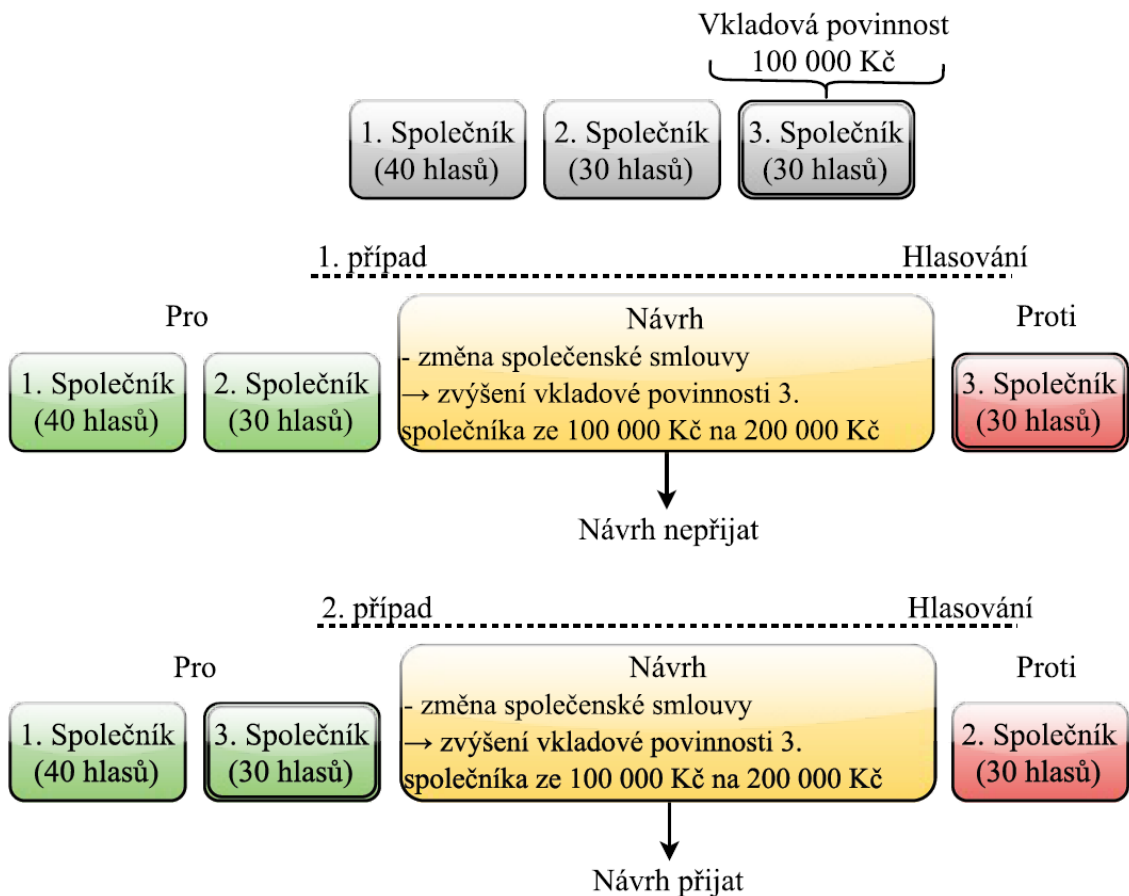 Vkladová povinnost
100 000 Kč
1. Společník
(40 hlasů)
2. Společník
(30 hlasů)
3. Společník
(30 hlasů)
1. případ
Hlasování
Pro
Návrh
Proti
1. Společník
(40 hlasů)
2. Společník
(30 hlasů)
- změna společenské smlouvy
→ zvýšení vkladové povinnosti 3.
společníka ze 100 000 Kč na 200 000 Kč
3. Společník
(30 hlasů)
Návrh nepřijat
2. případ
Hlasování
Pro
Návrh
Proti
1. Společník
(40 hlasů)
3. Společník
(30 hlasů)
- změna společenské smlouvy
→ zvýšení vkladové povinnosti 3.
společníka ze 100 000 Kč na 200 000 Kč
2. Společník
(30 hlasů)
Návrh přijat